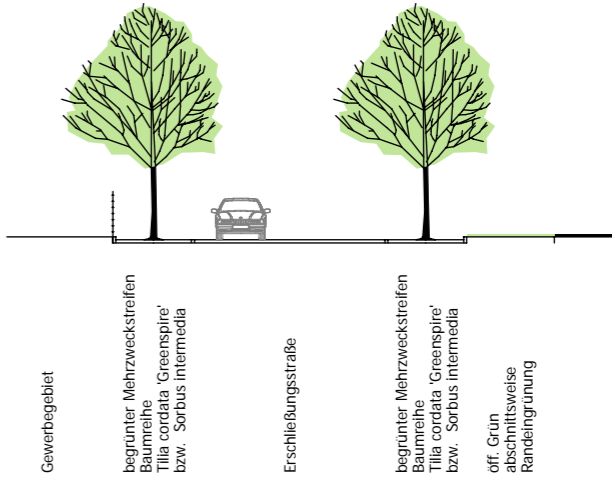 Gewerbegebiet
begrünter Mehrzweckstreifen
Baumreihe
Tilia cordata 'Greenspire'
bzw. Sorbus intermedia
Erschließungsstraße
begrünter Mehrzweckstreifen
Baumreihe
Tilia cordata 'Greenspire'
bzw. Sorbus intermedia
öff. Grün
abschnittsweise
Randeingrünung